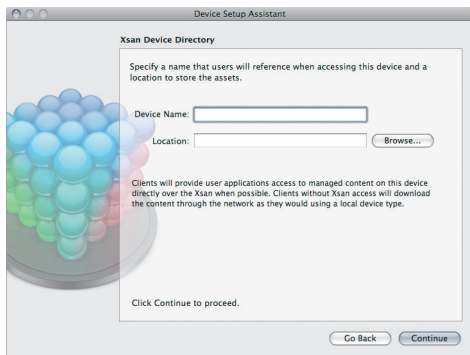 Device Setup Assistant
Xsan Device Directory
Specify a name that users will reference when accessing this device and a
location to store the assets.
Device Name:
Location:
Browse...
Clients will provide user applications access to managed content on this device
directly over the Xsan when possible. Clients without Xsan access will download
the content through the network as they would using a local device type.
Click Continue to proceed.
Go Back
Continue